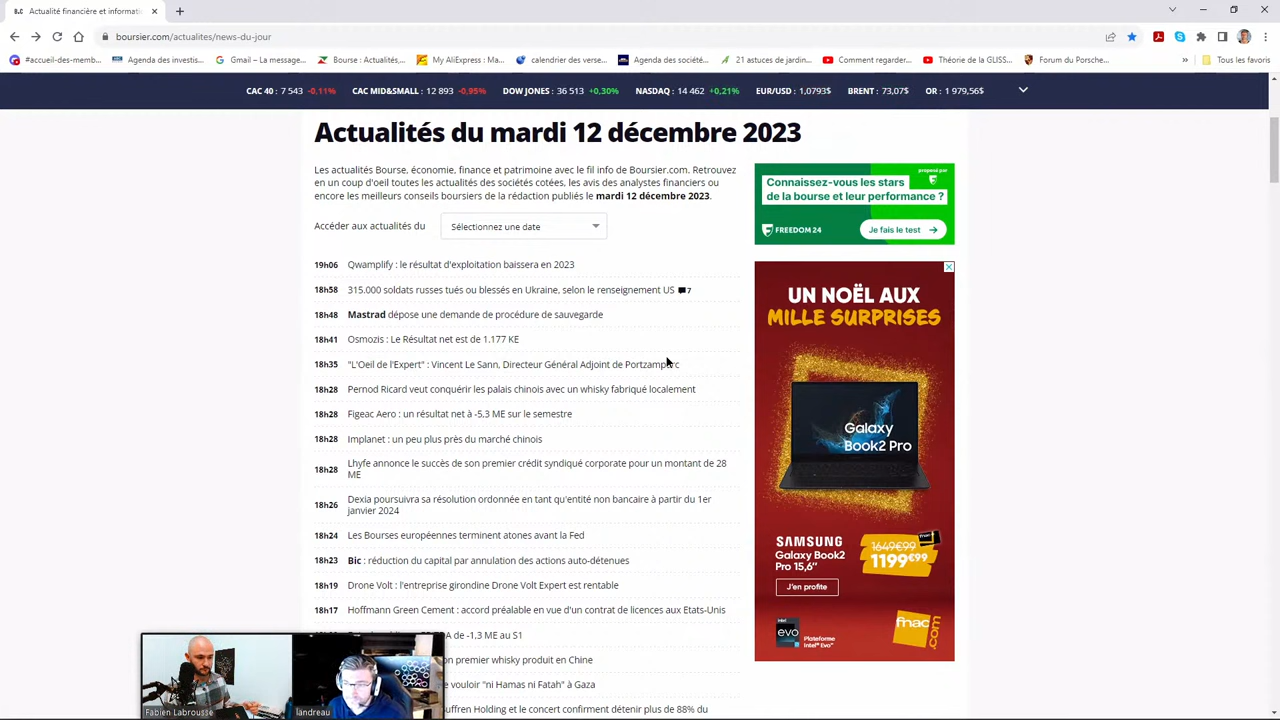 Actualité financière et informati
boursier.com/actualites/news-du-jour
#accueil-des-memb...
Agenda des investis...
Gmail – La message...
Bourse : Actualités,...
My AliExpress : Ma...
calendrier des verse...
Agenda des société...
21 astuces de jardin...
Comment regarder...
Théorie de la GLISS...
Forum du Porsche...
»
Tous les favoris
CAC 40 : 7 543 -0,11% CAC MID&SMALL : 12 893 -0,95% DOW JONES : 36 513 +0,30% NASDAQ : 14 462 +0,21% EUR/USD : 1,0793$ BRENT : 73,07$ OR : 1 979,56$
Actualités du mardi 12 décembre 2023
Les actualités Bourse, économie, finance et patrimoine avec le fil info de Boursier.com. Retrouvez
en un coup d'oeil toutes les actualités des sociétés cotées, les avis des analystes financiers ou
encore les meilleurs conseils boursiers de la rédaction publiés le mardi 12 décembre 2023.
Accéder aux actualités du Sélectionnez une date
19h06 Qwamplify : le résultat d'exploitation baissera en 2023
18h58 315.000 soldats russes tués ou blessés en Ukraine, selon le renseignement US 7
18h48 Mastrad dépose une demande de procédure de sauvegarde
18h41 Osmozis : Le Résultat net est de 1.177 KE
18h35 "L'Oeil de l'Expert" : Vincent Le Sann, Directeur Général Adjoint de Portzamparc
18h28 Pernod Ricard veut conquérir les palais chinois avec un whisky fabriqué localement
18h28 Figeac Aero : un résultat net à -5,3 ME sur le semestre
18h28 Implanet : un peu plus près du marché chinois
18h28 Lhyfe annonce le succès de son premier crédit syndiqué corporate pour un montant de 28
ME
18h26 Dexia poursuivra sa résolution ordonnée en tant qu'entité non bancaire à partir du 1er
janvier 2024
18h24 Les Bourses européennes terminent atones avant la Fed
18h23 Bic : réduction du capital par annulation des actions auto-détenues
18h19 Drone Volt : l'entreprise girondine Drone Volt Expert est rentable
18h17 Hoffmann Green Cement : accord préalable en vue d'un contrat de licences aux Etats-Unis
DA de -1,3 ME au S1
on premier whisky produit en Chine
vouloir "ni Hamas ni Fatah" à Gaza
uffren Holding et le concert confirment détenir plus de 88% du
proposé par
Connaissez-vous les stars
de la bourse et leur performance ?
FREEDOM 24
Je fais le test →
UN NOËL AUX
MILLE SURPRISES
Galaxy
Book2 Pro
SAMSUNG
Galaxy Book2
Pro 15,6"
1649€99
1199€99
J'en profite
fnac
intel
evo
Plateforme
Intel® Evo™
fnac
.com
Fabien Labrousse
landreau